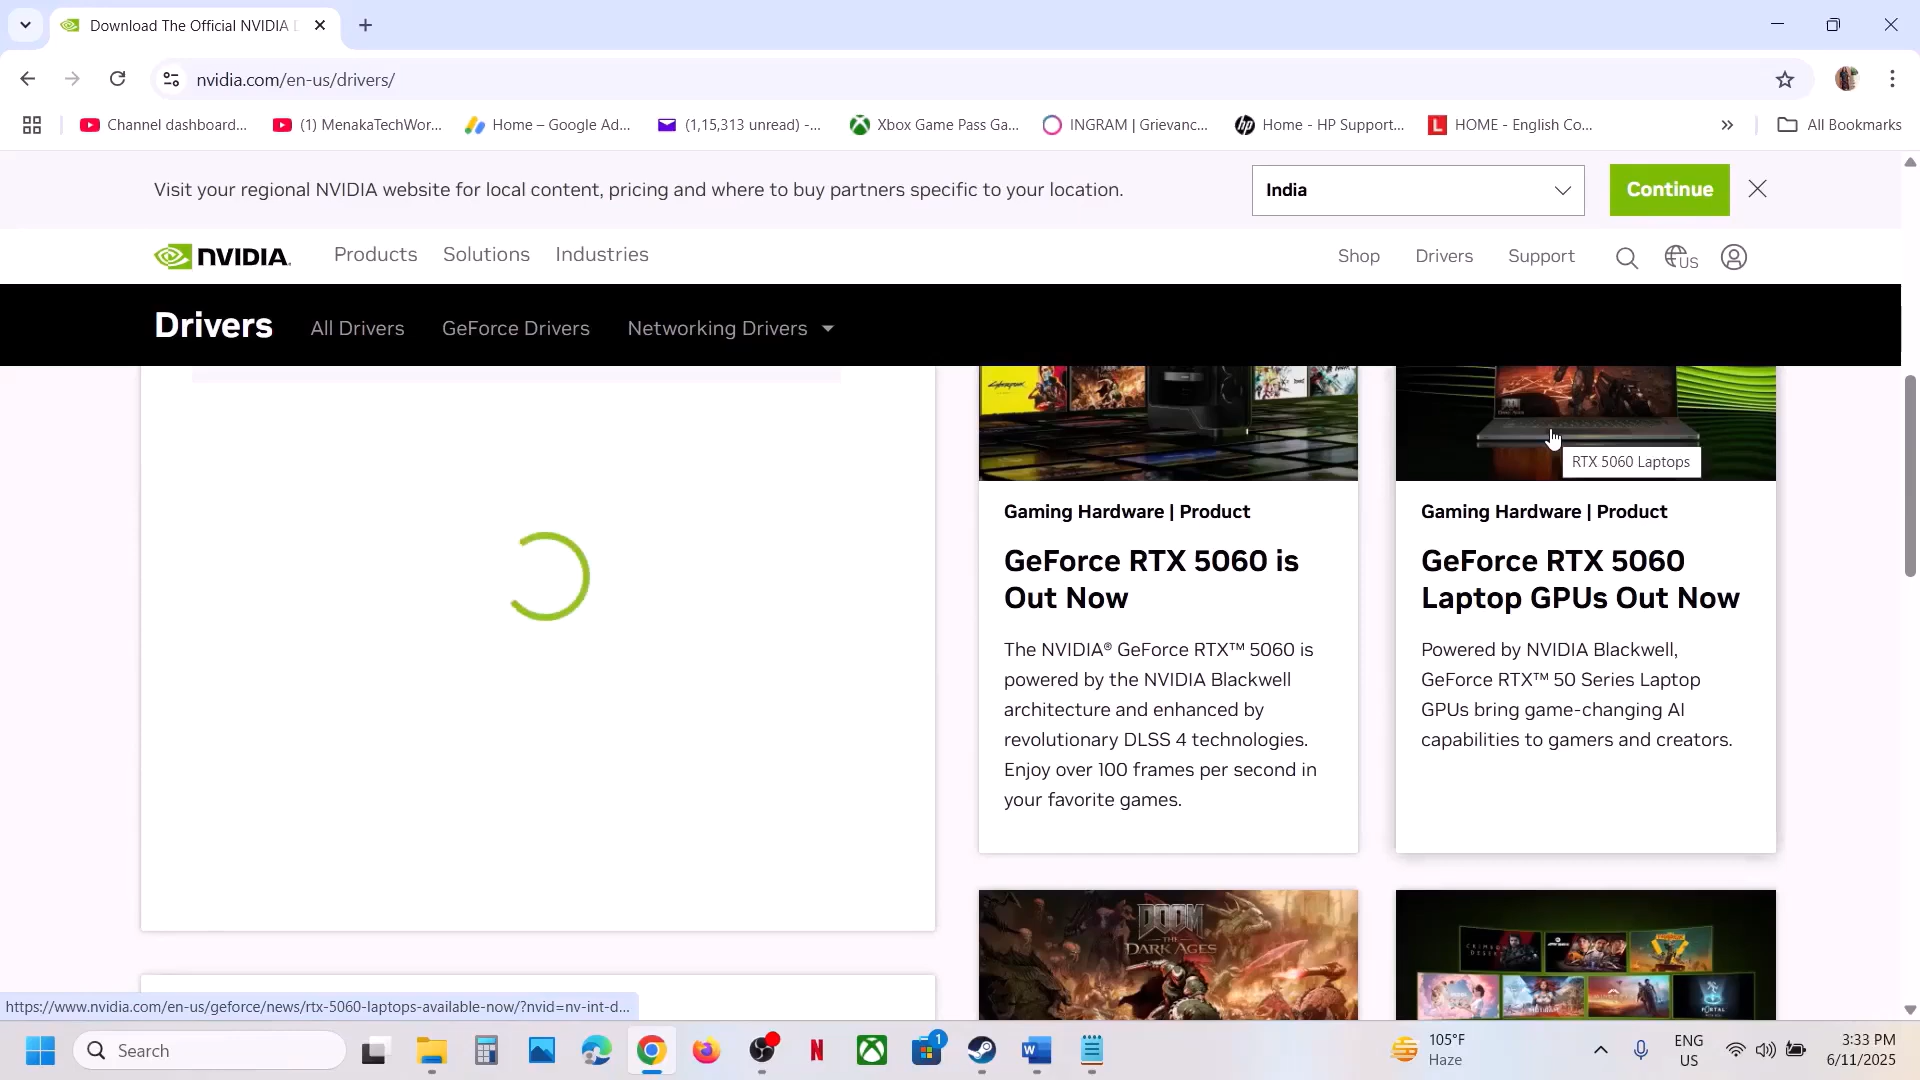 Download The Official NVIDIA D
nvidia.com/en-us/drivers/
Channel dashboard...
(1) MenakaTechWor...
Home – Google Ad...
(1,15,313 unread) -...
Xbox Game Pass Ga...
INGRAM | Grievanc...
Home - HP Support...
HOME - English Co...
All Bookmarks
Visit your regional NVIDIA website for local content, pricing and where to buy partners specific to your location.
India
Continue
NVIDIA.
Products
Solutions
Industries
Shop
Drivers
Support
US
Drivers
All Drivers
GeForce Drivers
Networking Drivers
RTX 5060 Laptops
Gaming Hardware | Product
GeForce RTX 5060 is
Out Now
The NVIDIA® GeForce RTX™ 5060 is
powered by the NVIDIA Blackwell
architecture and enhanced by
revolutionary DLSS 4 technologies.
Enjoy over 100 frames per second in
your favorite games.
Gaming Hardware | Product
GeForce RTX 5060
Laptop GPUs Out Now
Powered by NVIDIA Blackwell,
GeForce RTX™ 50 Series Laptop
GPUs bring game-changing AI
capabilities to gamers and creators.
DOOM
THE
DARK AGES
CRIMSON
DESERT
PORTAL
https://www.nvidia.com/en-us/geforce/news/rtx-5060-laptops-available-now/?nvid=nv-int-d...
Search
1
105°F
Haze
ENG
US
3:33 PM
6/11/2025